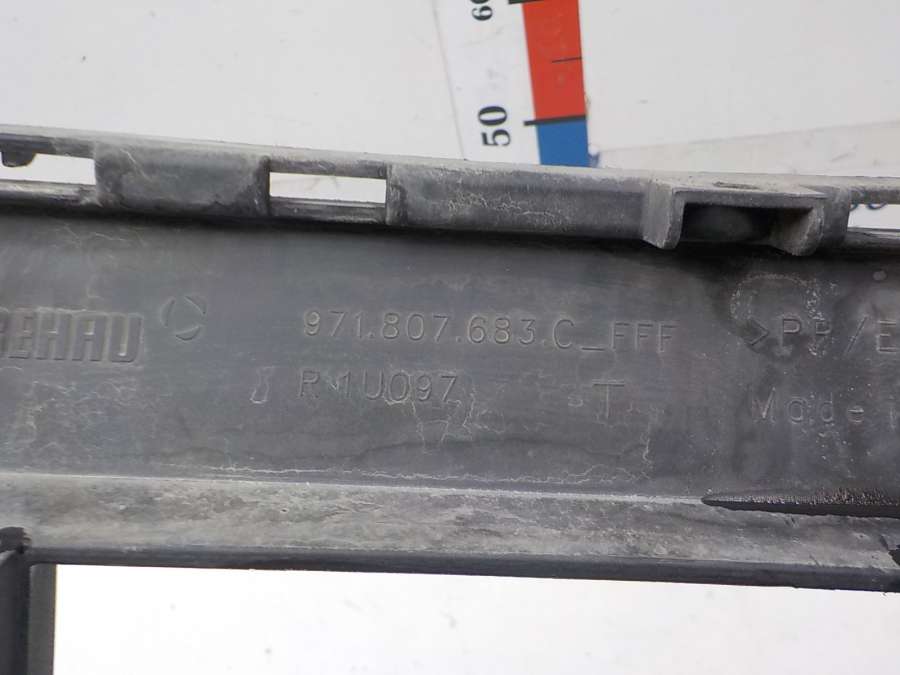 50
REHAU
971.807.683.C_FFF
>PP/E
R 1U097 T
Made